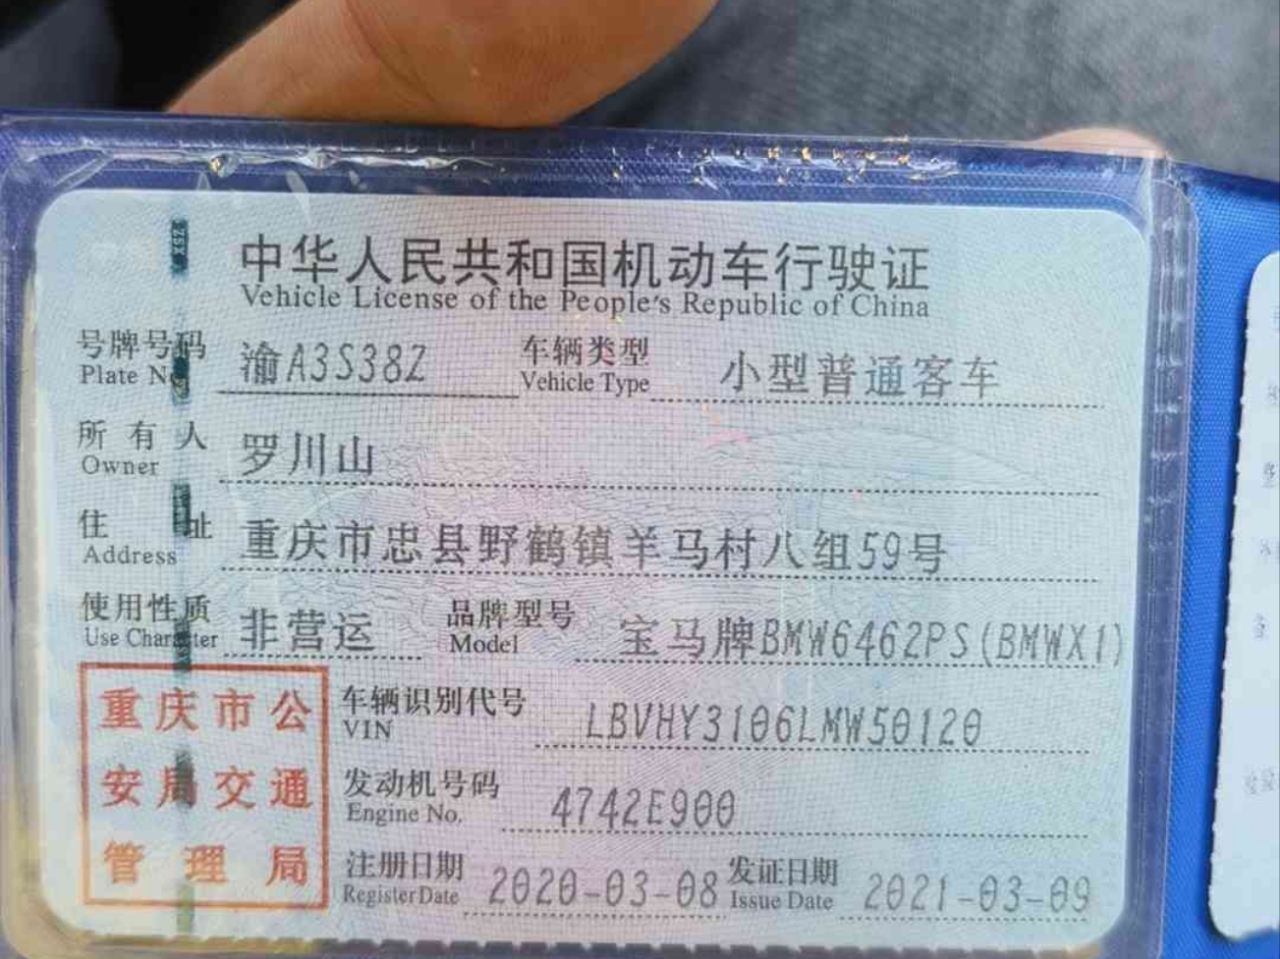 中华人民共和国机动车行驶证
Vehicle License of the People's Republic of China
号牌号码 渝A3S38Z 车辆类型 小型普通客车
Plate No. Vehicle Type
所有人 罗川山
Owner
住址 重庆市忠县野鹤镇羊马村八组59号
Address
使用性质 非营运 品牌型号 宝马牌BMW6462PS(BMWX1)
Use Character Model
重庆市公
安局交通
管理局
车辆识别代号 LBVHY3106LMW50120
VIN
发动机号码 4742E900
Engine No.
注册日期 2020-03-08 发证日期 2021-03-09
Register Date Issue Date